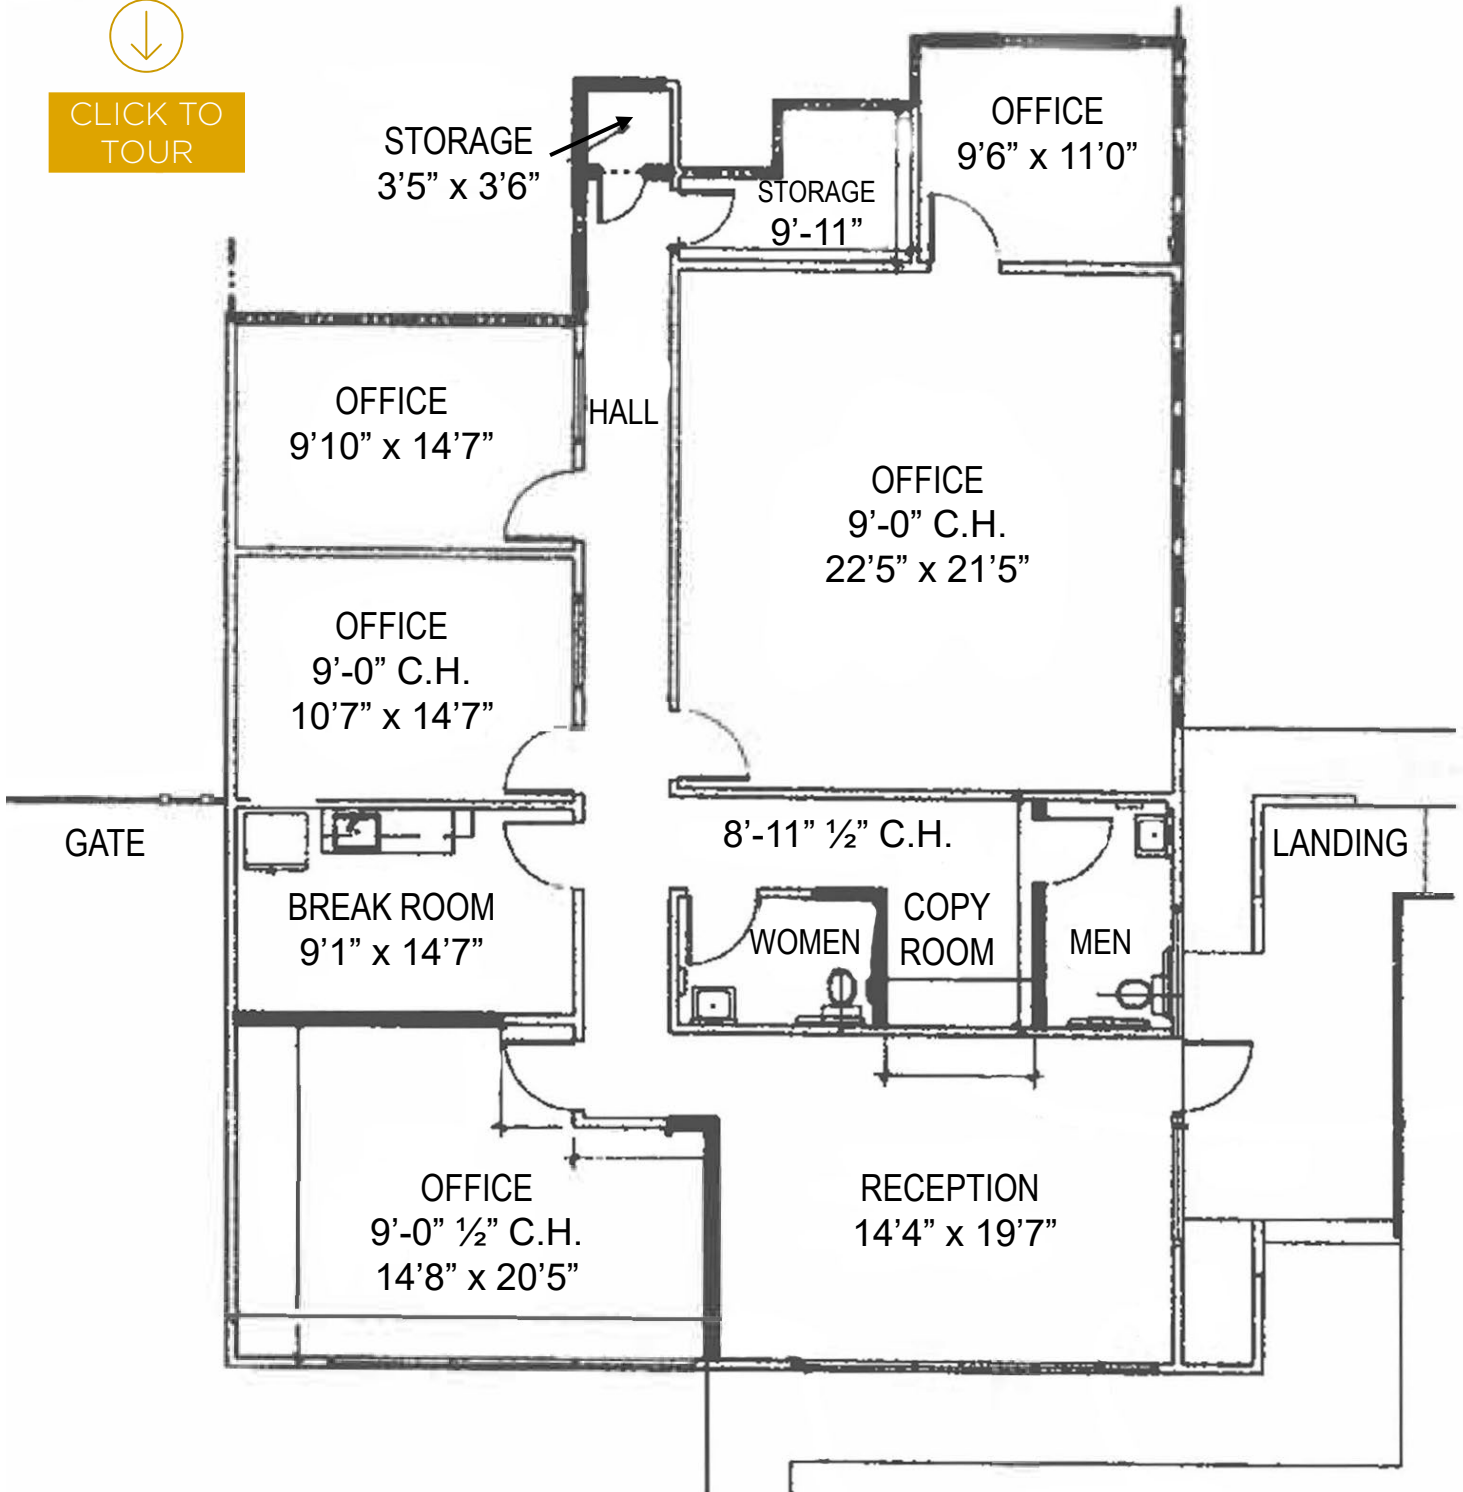 CLICK TO
TOUR
STORAGE
3’5” x 3’6”
OFFICE
9’6” x 11’0”
STORAGE
9’-11”
OFFICE
9’10” x 14’7”
HALL
OFFICE
9’-0” C.H.
22’5” x 21’5”
OFFICE
9’-0” C.H.
10’7” x 14’7”
GATE
8’-11” ½” C.H.
LANDING
BREAK ROOM
9’1” x 14’7”
WOMEN
COPY
ROOM
MEN
OFFICE
9’-0” ½” C.H.
14’8” x 20’5”
RECEPTION
14’4” x 19’7”